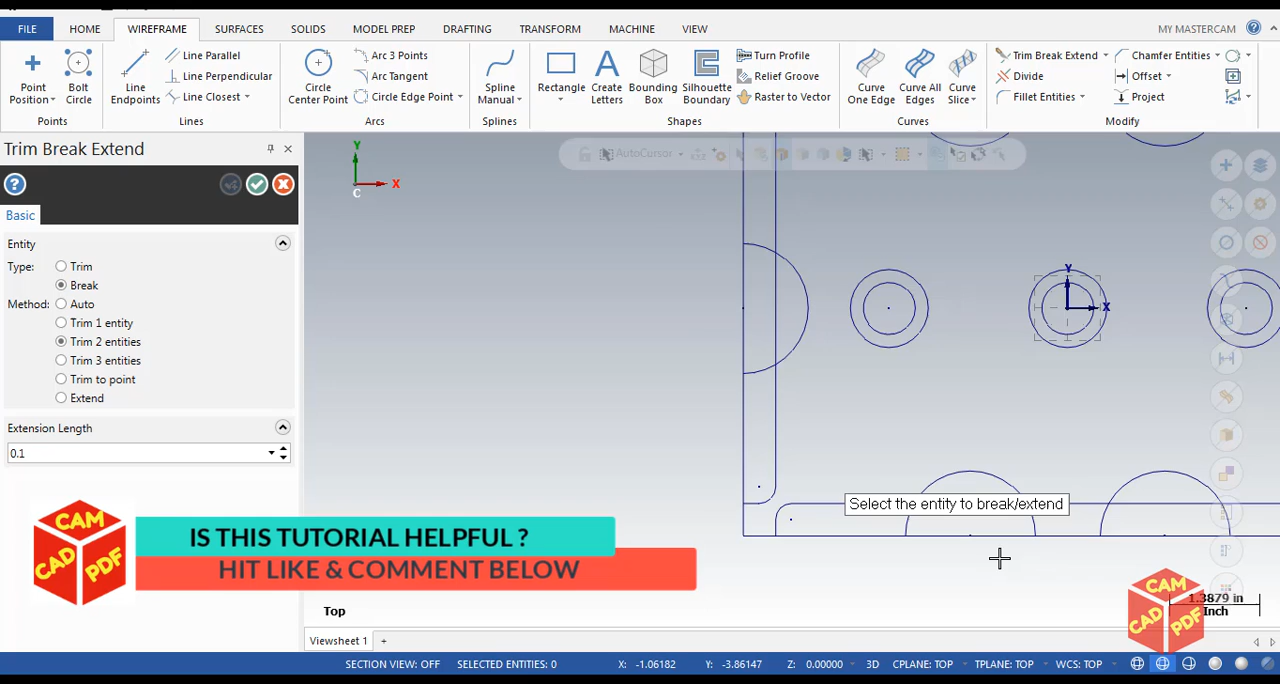 FILE HOME WIREFRAME SURFACES SOLIDS MODEL PREP DRAFTING TRANSFORM MACHINE VIEW MY MASTERCAM
Point Position
Bolt Circle
Points
Line Endpoints
Line Parallel
Line Perpendicular
Line Closest
Lines
Circle Center Point
Arc 3 Points
Arc Tangent
Circle Edge Point
Arcs
Spline Manual
Splines
Rectangle
Create Letters
Bounding Box
Silhouette Boundary
Turn Profile
Relief Groove
Raster to Vector
Shapes
Curve One Edge
Curve All Edges
Curve Slice
Curves
Trim Break Extend
Divide
Fillet Entities
Chamfer Entities
Offset
Project
Modify
Trim Break Extend
Basic
Entity
Type: Trim
Break
Method: Auto
Trim 1 entity
Trim 2 entities
Trim 3 entities
Trim to point
Extend
Extension Length
0.1
AutoCursor
Y
X
C
Y
X
Select the entity to break/extend
CAM
CAD
PDF
IS THIS TUTORIAL HELPFUL ?
HIT LIKE & COMMENT BELOW
CAM
CAD
PDF
1.3879 in
Inch
Top
Viewsheet 1 +
SECTION VIEW: OFF SELECTED ENTITIES: 0 X: -1.06182 Y: -3.86147 Z: 0.00000 3D CPLANE: TOP TPLANE: TOP WCS: TOP